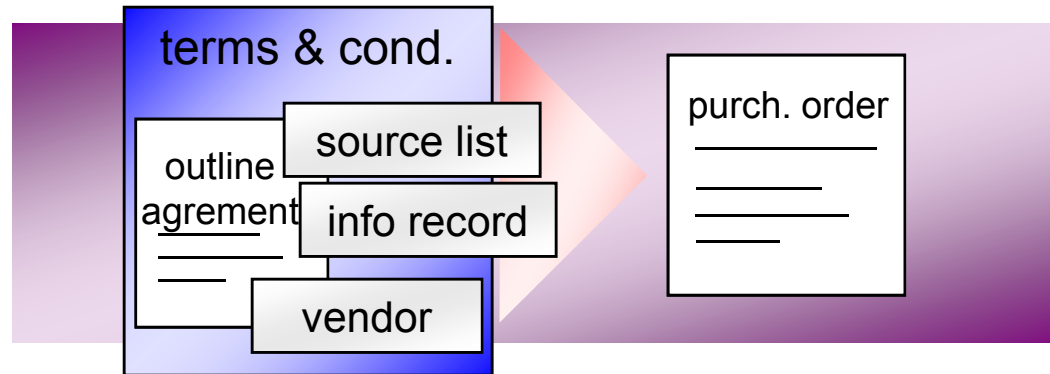 terms & cond.
source list
outline
agrement
info record
vendor
purch. order